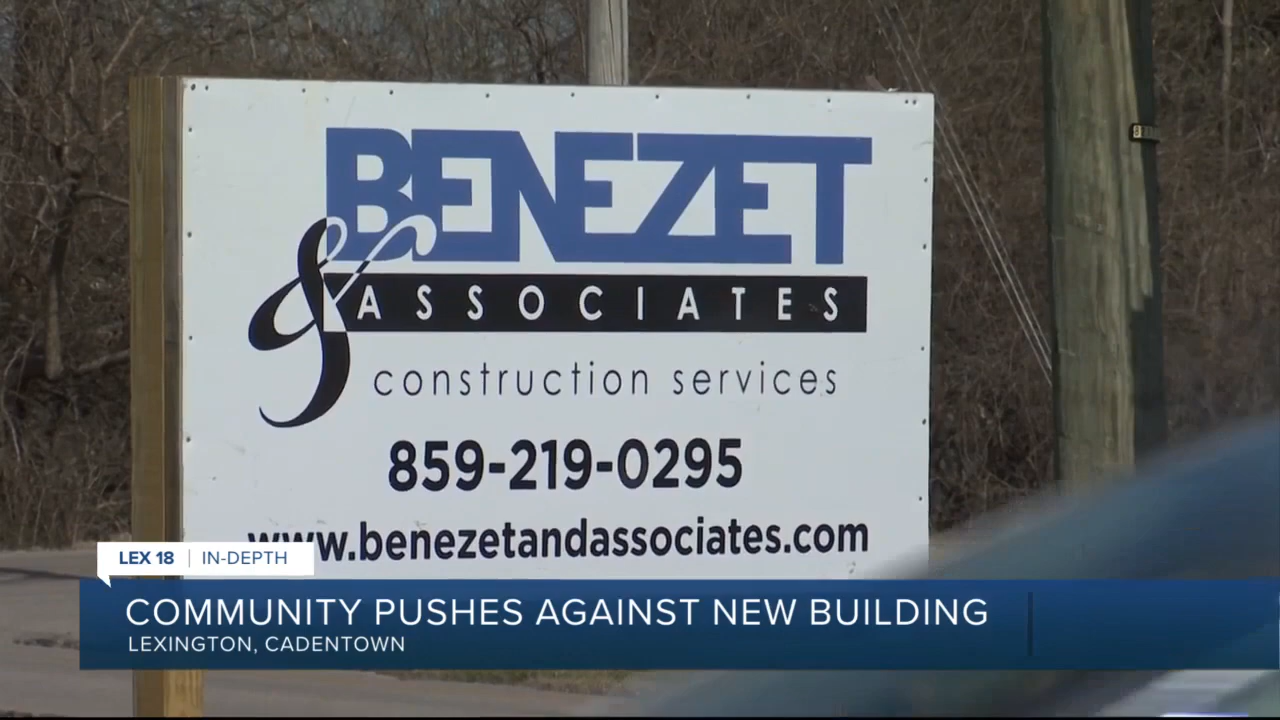 BENEZET
& ASSOCIATES
construction services
859-219-0295
www.benezetandassociates.com
LEX 18 | IN-DEPTH
COMMUNITY PUSHES AGAINST NEW BUILDING
LEXINGTON, CADENTOWN